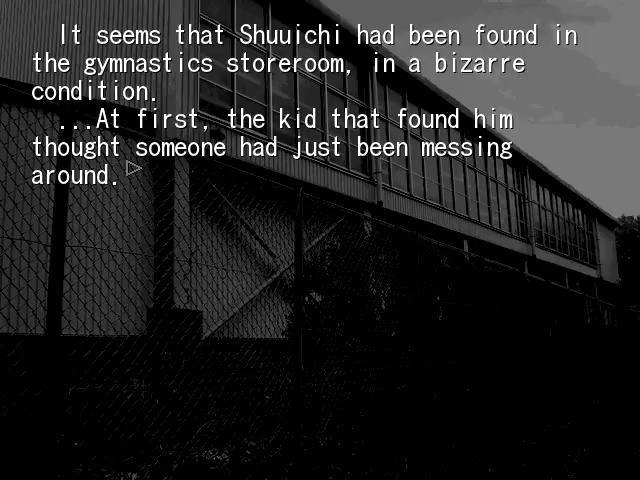 It seems that Shuuichi had been found in
the gymnastics storeroom, in a bizarre
condition.
...At first, the kid that found him
thought someone had just been messing
around.